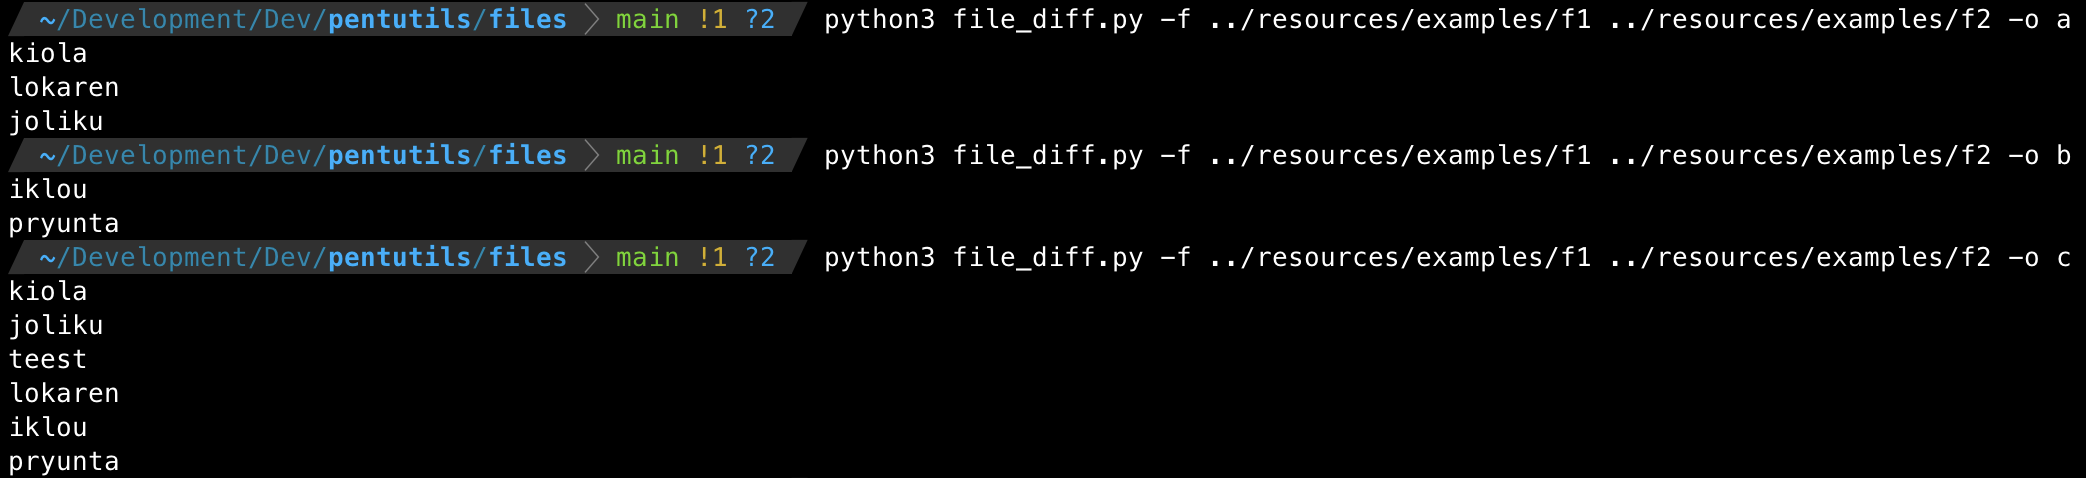 ~/Development/Dev/pentutils/files main !1 ?2 python3 file_diff.py -f ../resources/examples/f1 ../resources/examples/f2 -o a
kiola
lokaren
joliku
~/Development/Dev/pentutils/files main !1 ?2 python3 file_diff.py -f ../resources/examples/f1 ../resources/examples/f2 -o b
iklou
pryunta
~/Development/Dev/pentutils/files main !1 ?2 python3 file_diff.py -f ../resources/examples/f1 ../resources/examples/f2 -o c
kiola
joliku
teest
lokaren
iklou
pryunta